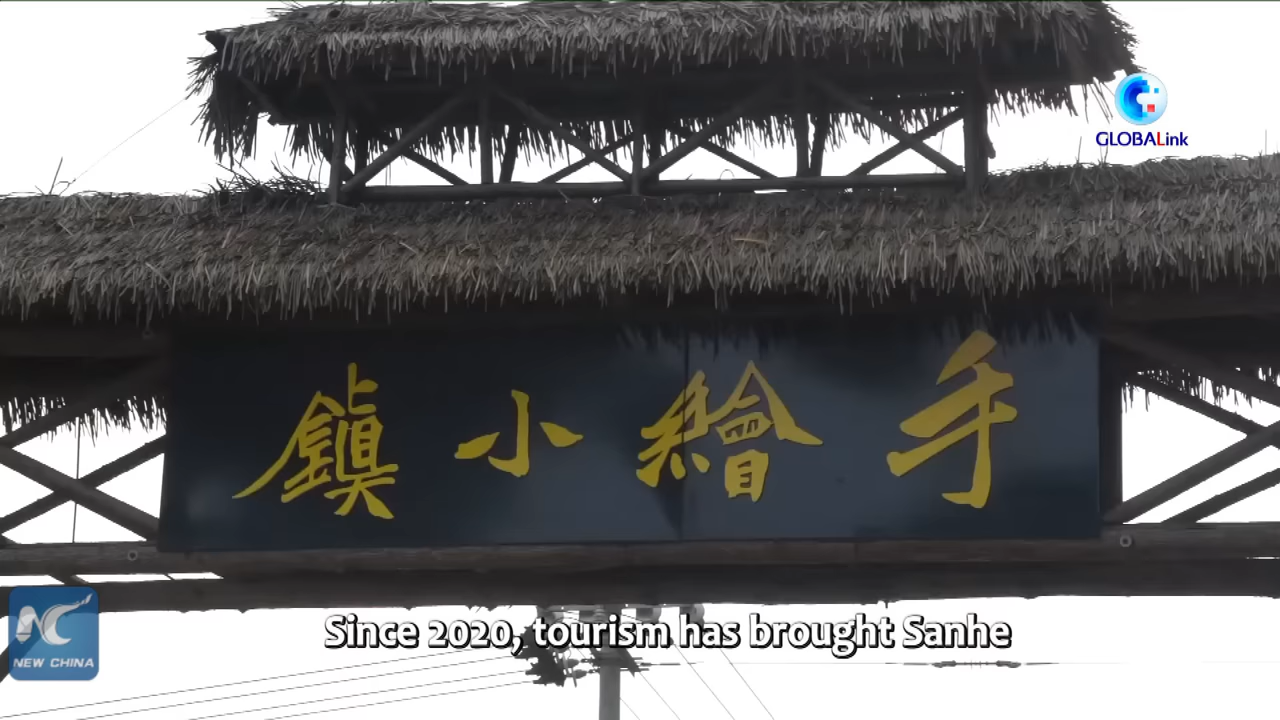 GLOBALink
手繪小鎮
Since 2020, tourism has brought Sanhe
NEW CHINA